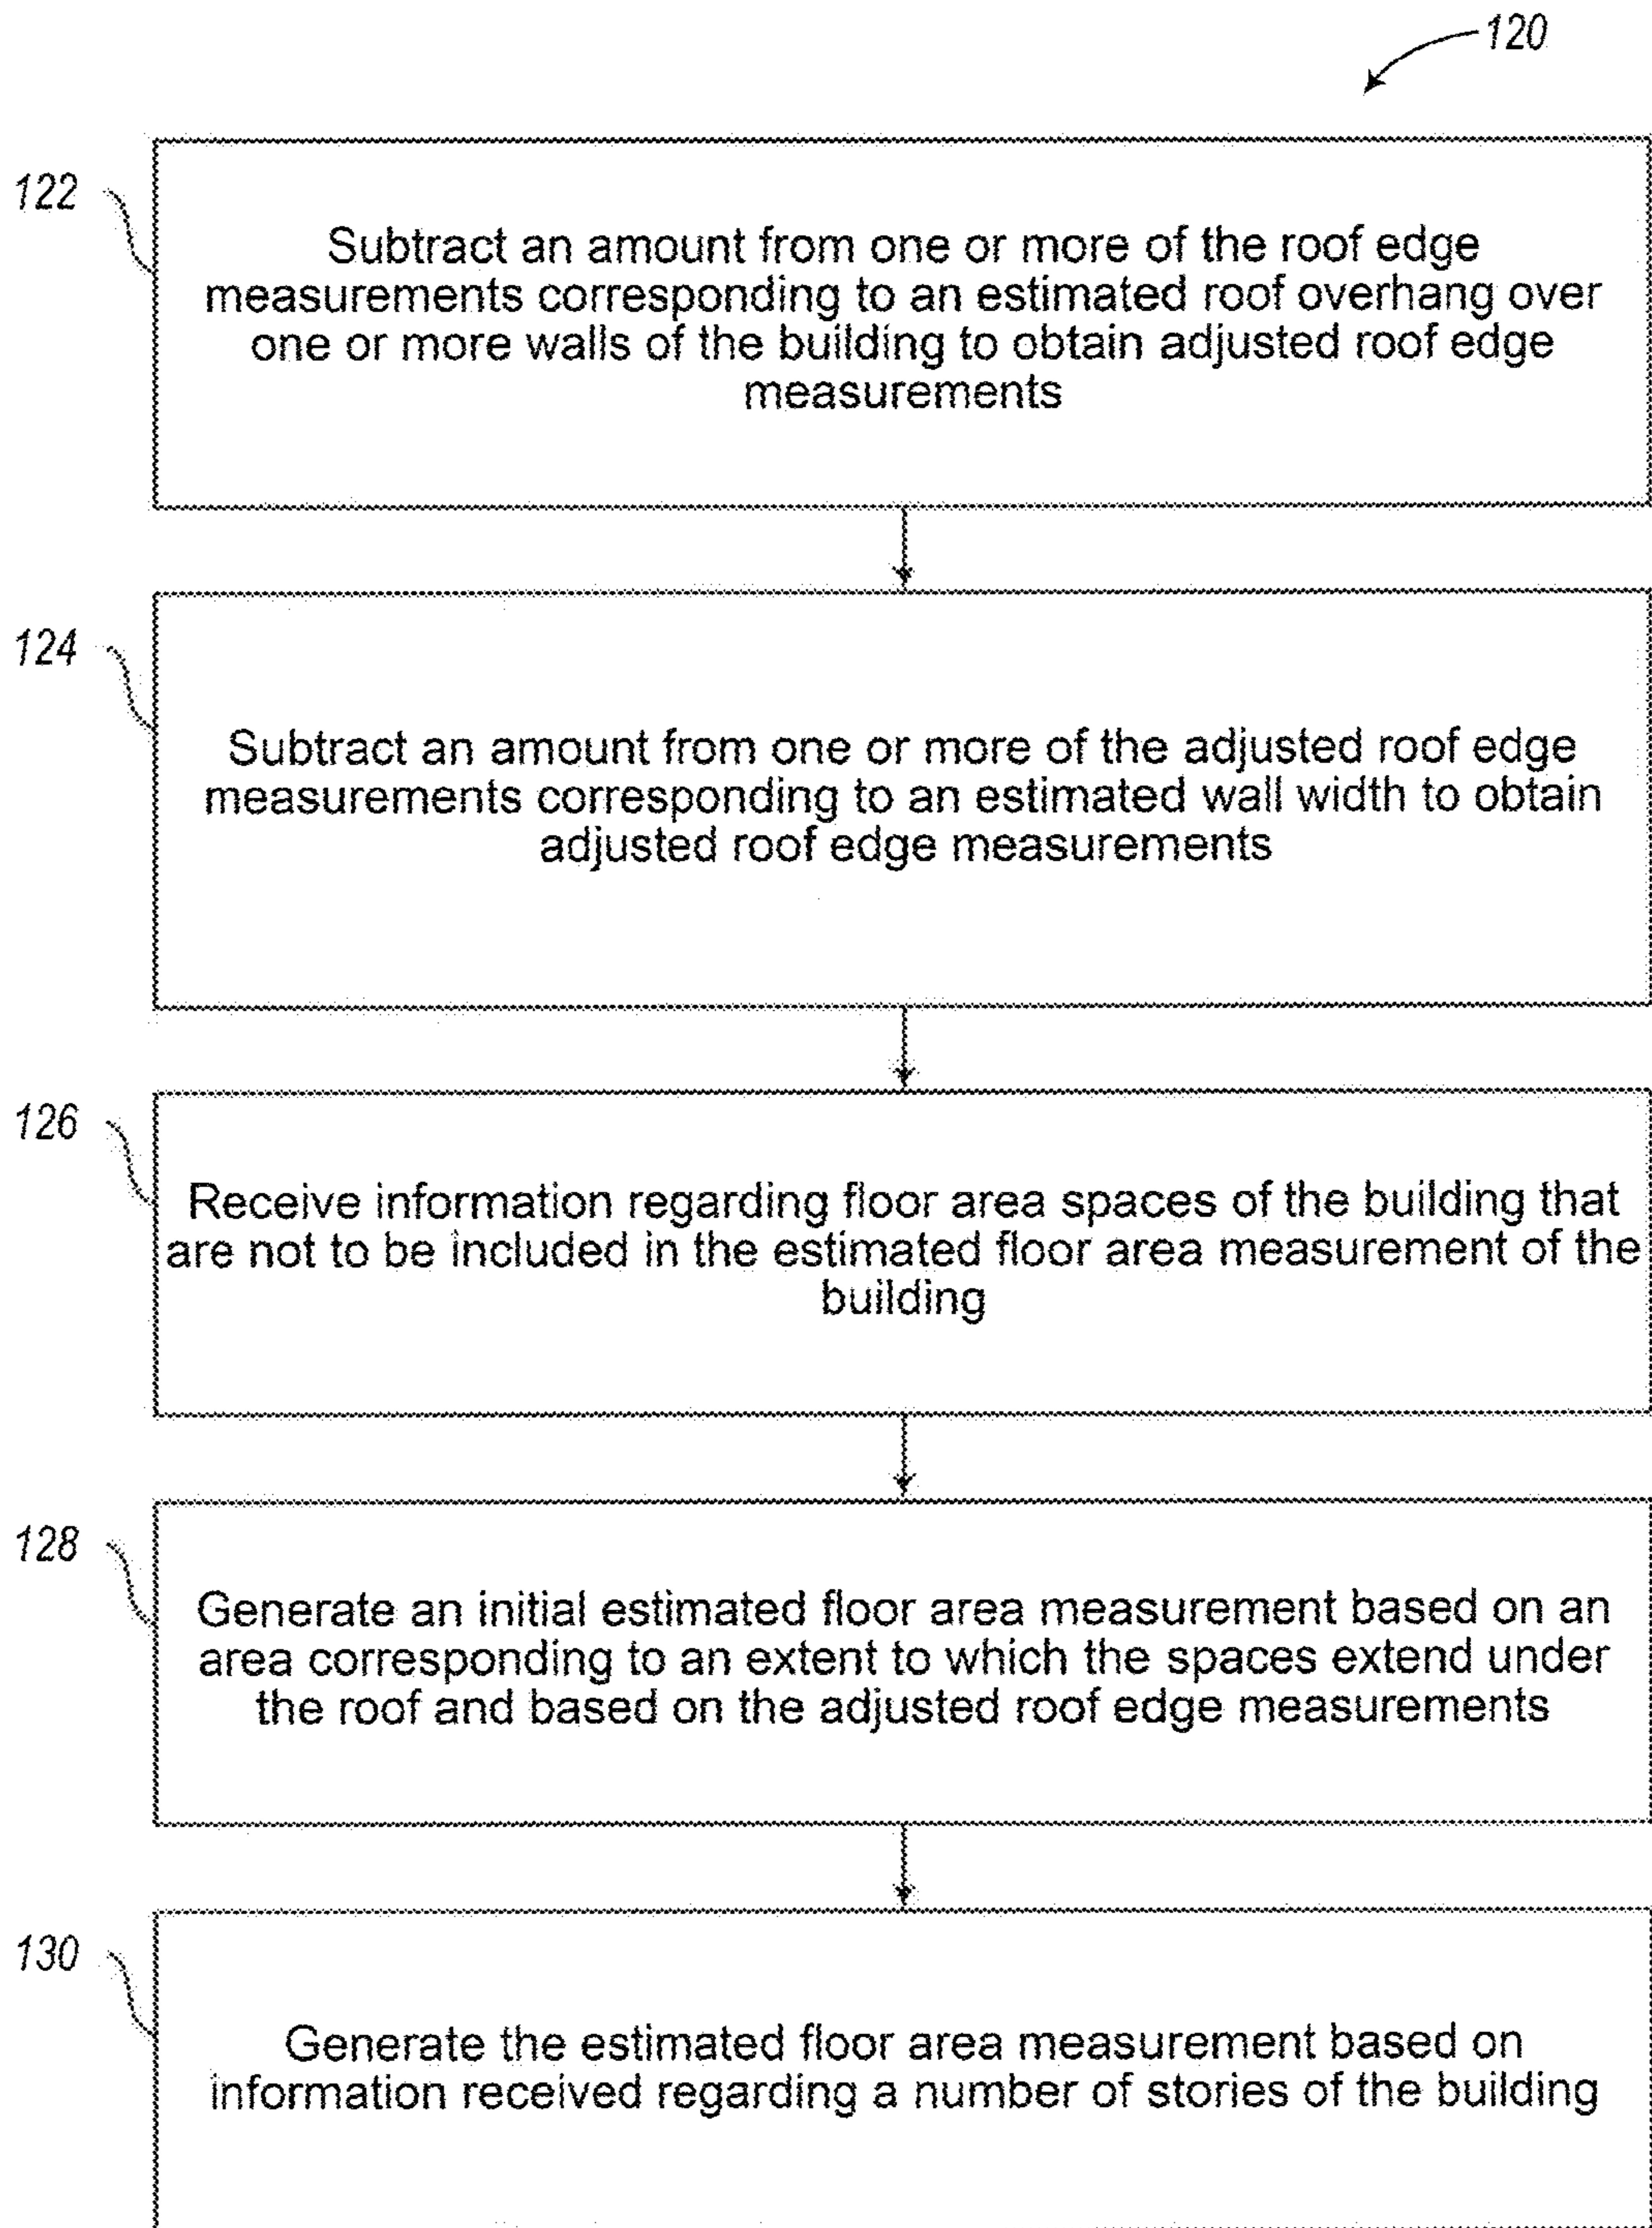 120
122
Subtract an amount from one or more of the roof edge
measurements corresponding to an estimated roof overhang over
one or more walls of the building to obtain adjusted roof edge
measurements
124
Subtract an amount from one or more of the adjusted roof edge
measurements corresponding to an estimated wall width to obtain
adjusted roof edge measurements
126
Receive information regarding floor area spaces of the building that
are not to be included in the estimated floor area measurement of the
building
128
Generate an initial estimated floor area measurement based on an
area corresponding to an extent to which the spaces extend under
the roof and based on the adjusted roof edge measurements
130
Generate the estimated floor area measurement based on
information received regarding a number of stories of the building